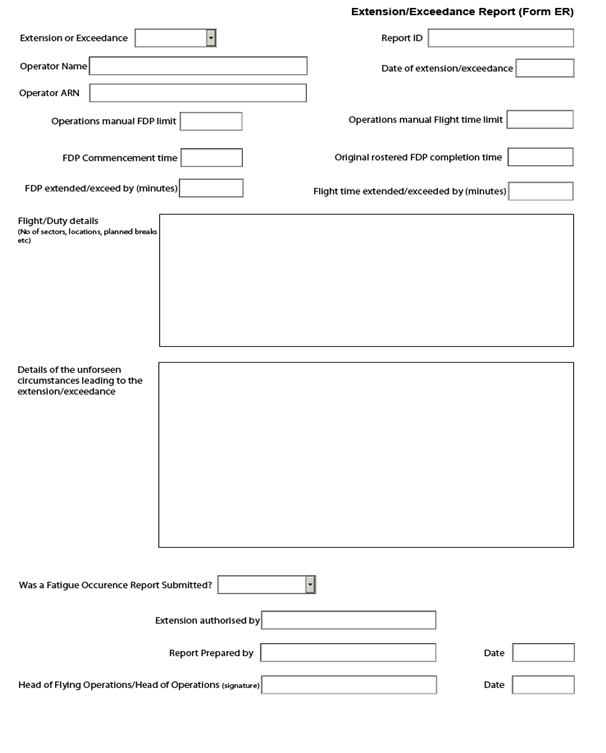 Extension/Exceedance Report (Form ER)
Extension or Exceedance
Report ID
Operator Name
Date of extension/exceedance
Operator ARN
Operations manual FDP limit
Operations manual Flight time limit
FDP Commencement time
Original rostered FDP completion time
FDP extended/exceed by (minutes)
Flight time extended/exceeded by (minutes)
Flight/Duty details
(No of sectors, locations, planned breaks
etc)
Details of the unforseen
circumstances leading to the
extension/exceedance
Was a Fatigue Occurence Report Submitted?
Extension authorised by
Report Prepared by
Date
Head of Flying Operations/Head of Operations (signature)
Date